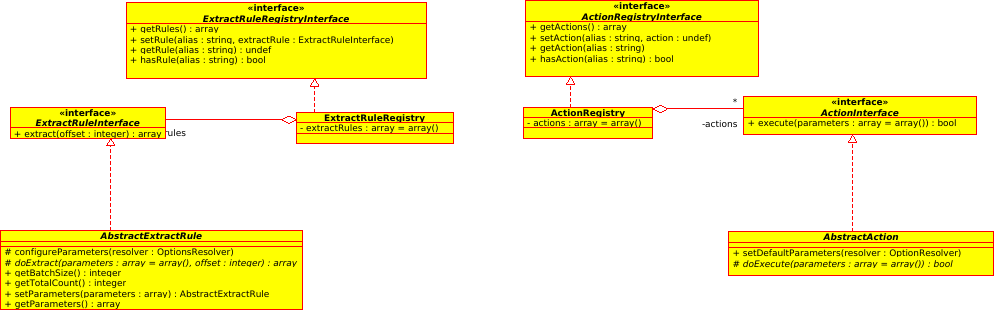 «interface»
ExtractRuleRegistryInterface
+ getRules() : array
+ setRule(alias : string, extractRule : ExtractRuleInterface)
+ getRule(alias : string) : undef
+ hasRule(alias : string) : bool
«interface»
ActionRegistryInterface
+ getActions() : array
+ setAction(alias : string, action : undef)
+ getAction(alias : string)
+ hasAction(alias : string) : bool
«interface»
ExtractRuleInterface
+ extract(offset : integer) : array
rules
ExtractRuleRegistry
- extractRules : array = array()
ActionRegistry
- actions : array = array()
*
-actions
«interface»
ActionInterface
+ execute(parameters : array = array()) : bool
AbstractExtractRule
# configureParameters(resolver : OptionsResolver)
# doExtract(parameters : array = array(), offset : integer) : array
+ getBatchSize() : integer
+ getTotalCount() : integer
+ setParameters(parameters : array) : AbstractExtractRule
+ getParameters() : array
AbstractAction
+ setDefaultParameters(resolver : OptionResolver)
# doExecute(parameters : array = array()) : bool